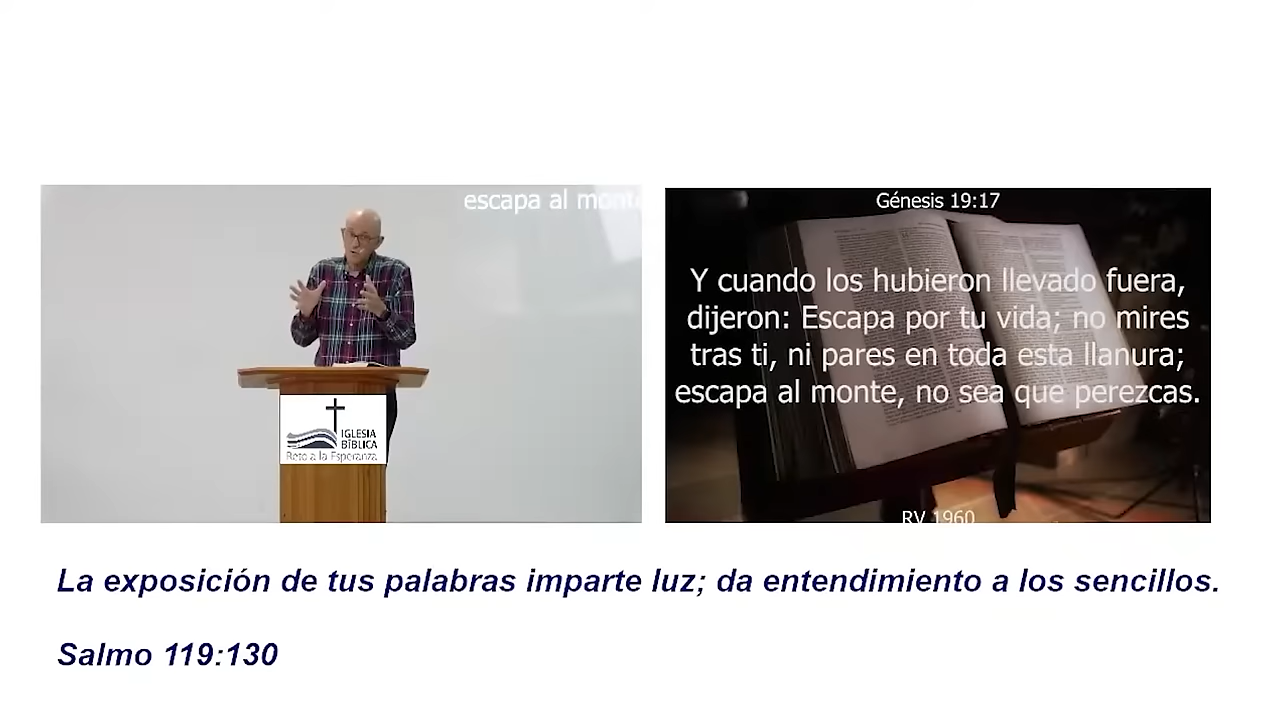 escapa al monte
IGLESIA
BÍBLICA
Reto a la Esperanza
Génesis 19:17
Y cuando los hubieron llevado fuera,
dijeron: Escapa por tu vida; no mires
tras ti, ni pares en toda esta llanura;
escapa al monte, no sea que perezcas.
RV 1960
La exposición de tus palabras imparte luz; da entendimiento a los sencillos.
Salmo 119:130